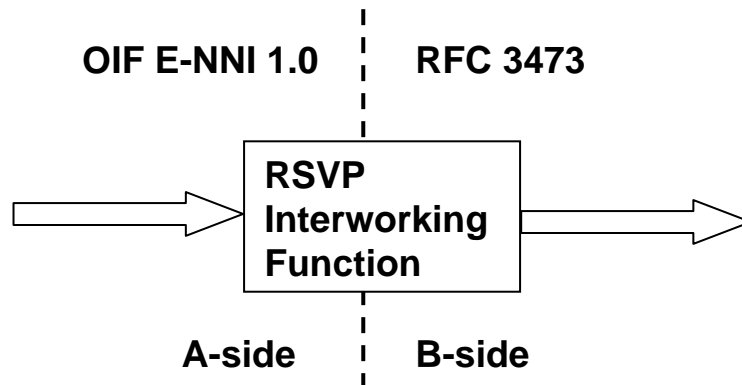 OIF E-NNI 1.0
RFC 3473
RSVP
Interworking
Function
A-side
B-side